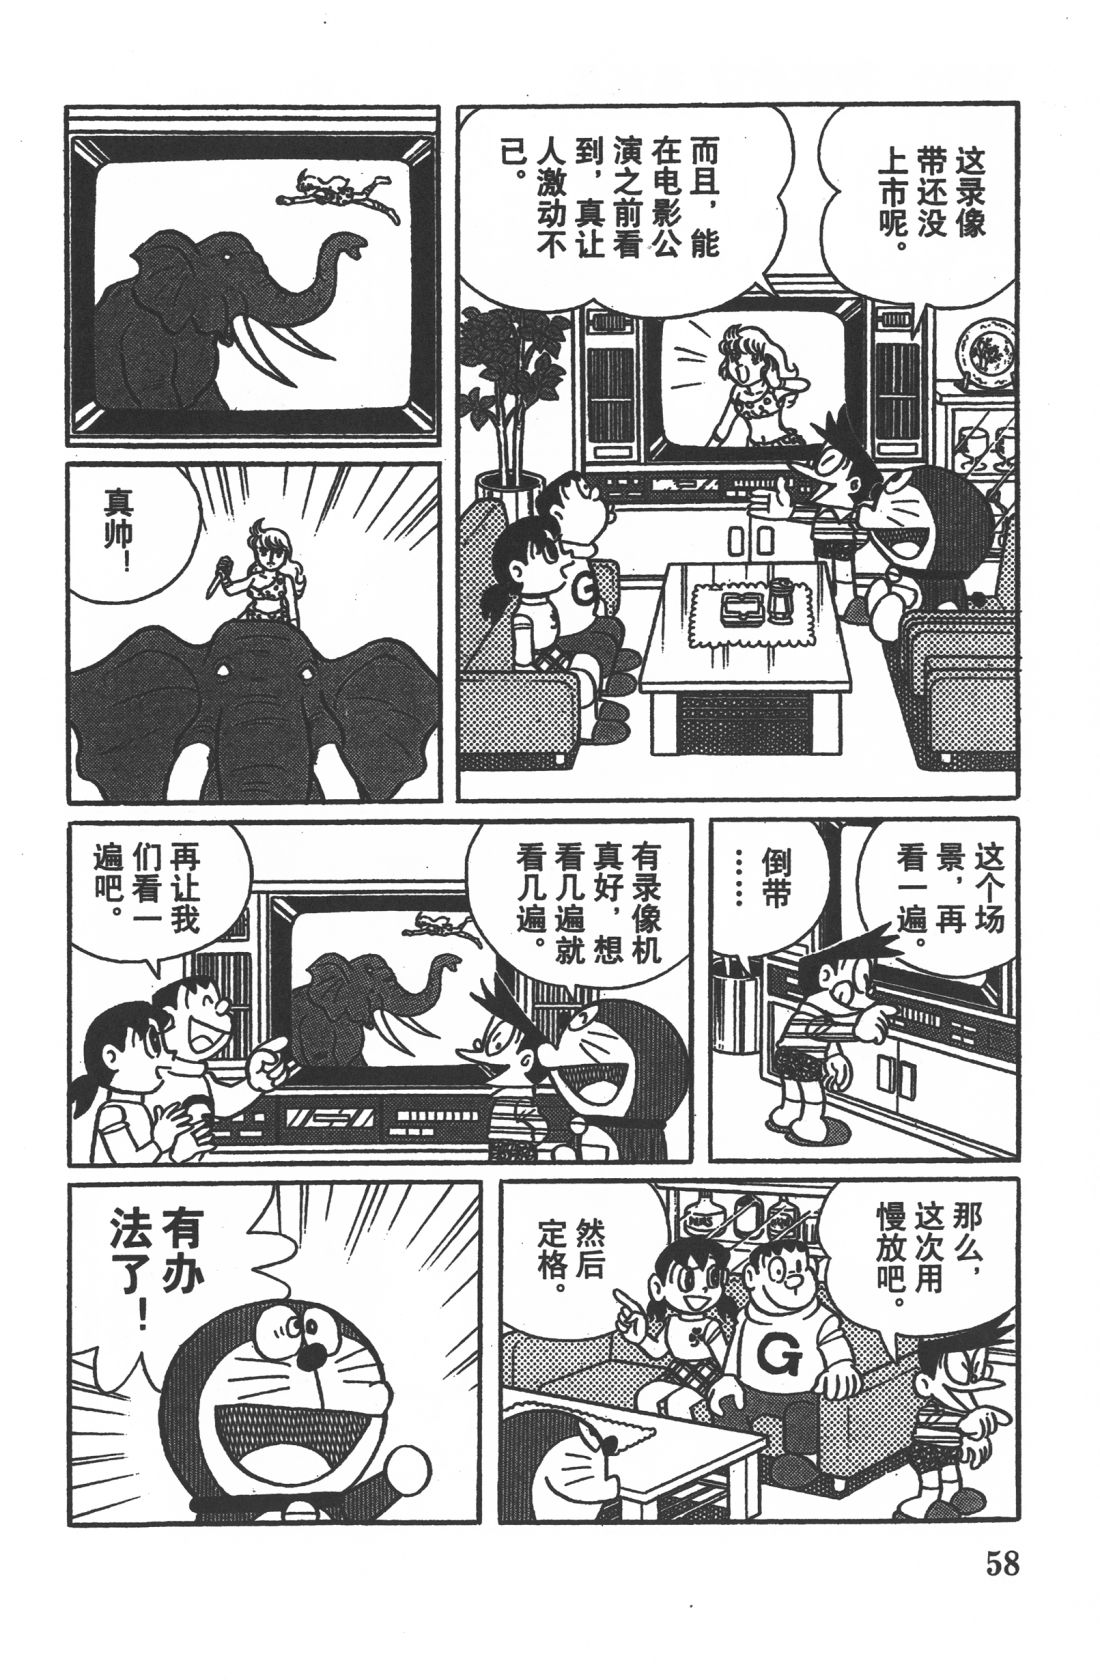 这录像
带还没
上市呢。
而且，能
在电影公
演之前看
到，真让
人激动不
已。
真帅！
这个场
景，再
看一遍。
倒带
……
有录像机
真好，想
看几遍就
看几遍。
再让我
们看一
遍吧。
那么，
这次用
慢放吧。
然后
定格。
G
G
有办
法了！
58